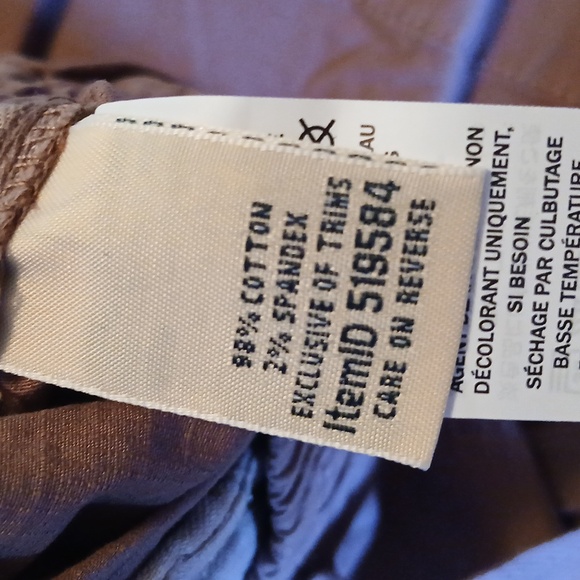 98% COTTON
2% SPANDEX
EXCLUSIVE OF TRIMS
ItemID 519584
CARE ON REVERSE
AU
NON
DÉCOLORANT UNIQUEMENT,
SI BESOIN
SÉCHAGE PAR CULBUTAGE
BASSE TEMPÉRATURE